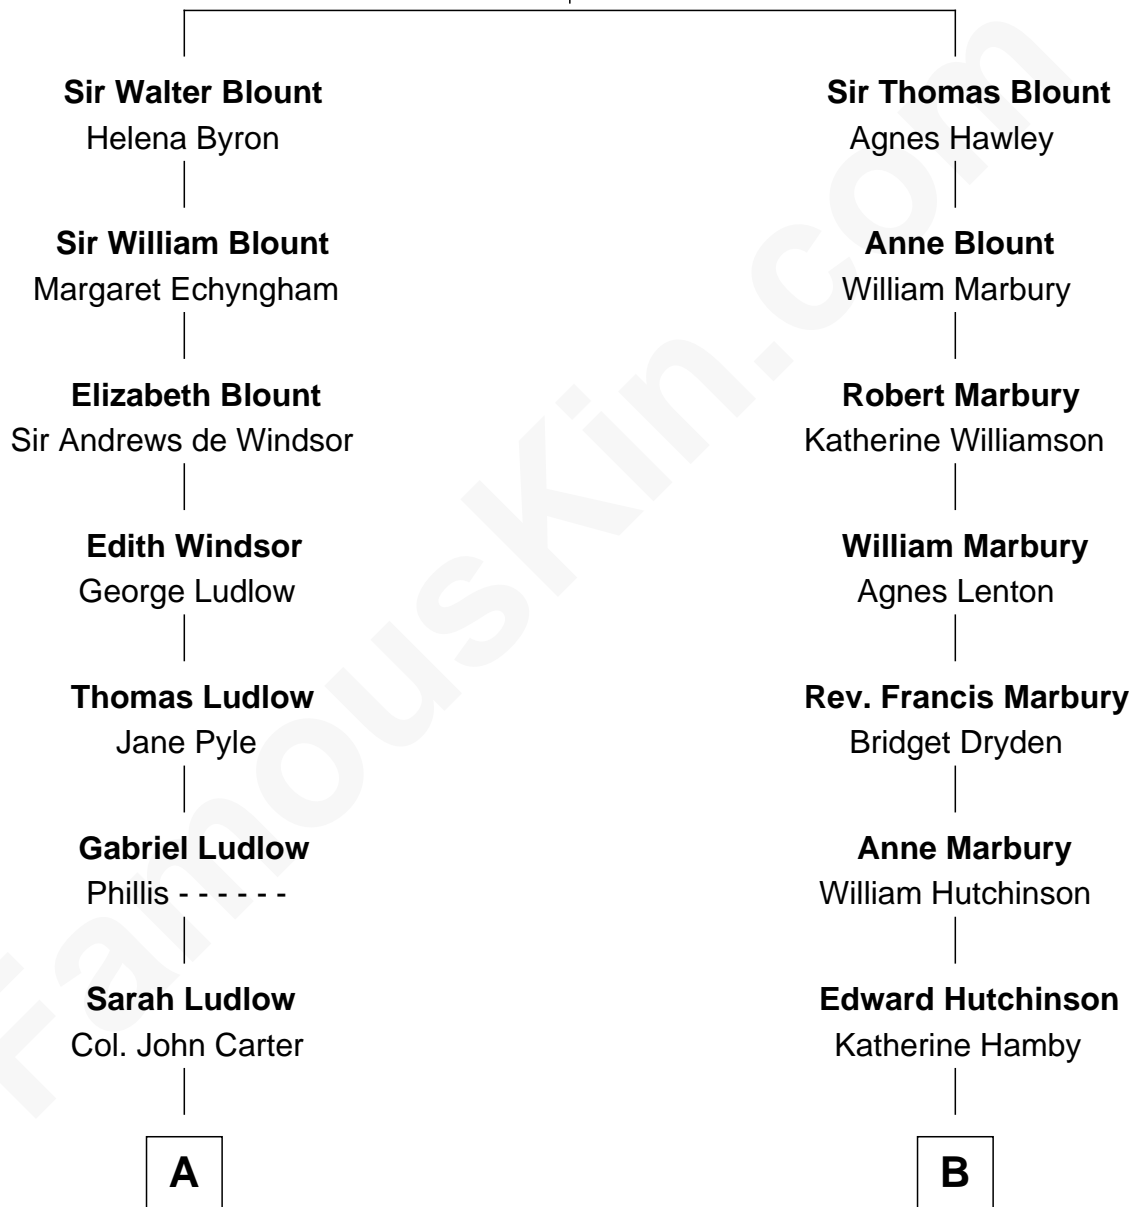 Sir Walter Blount
Helena Byron
Sir William Blount
Margaret Echyngham
Elizabeth Blount
Sir Andrews de Windsor
Edith Windsor
George Ludlow
Thomas Ludlow
Jane Pyle
Gabriel Ludlow
Phillis - - - - - -
Sarah Ludlow
Col. John Carter
A
Sir Thomas Blount
Agnes Hawley
Anne Blount
William Marbury
Robert Marbury
Katherine Williamson
William Marbury
Agnes Lenton
Rev. Francis Marbury
Bridget Dryden
Anne Marbury
William Hutchinson
Edward Hutchinson
Katherine Hamby
B
FamousKin.com